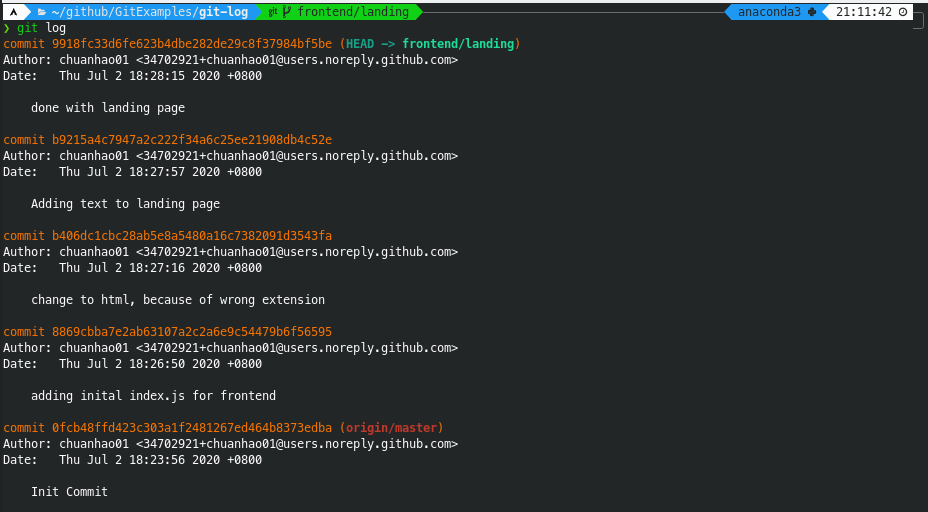 ~/github/GitExamples/git-log git frontend/landing anaconda3 21:11:42
❯ git log
commit 9918fc33d6fe623b4dbe282de29c8f37984bf5be (HEAD -> frontend/landing)
Author: chuanhao01 <34702921+chuanhao01@users.noreply.github.com>
Date:   Thu Jul 2 18:28:15 2020 +0800
    done with landing page
commit b9215a4c7947a2c222f34a6c25ee21908db4c52e
Author: chuanhao01 <34702921+chuanhao01@users.noreply.github.com>
Date:   Thu Jul 2 18:27:57 2020 +0800
    Adding text to landing page
commit b406dc1cbc28ab5e8a5480a16c7382091d3543fa
Author: chuanhao01 <34702921+chuanhao01@users.noreply.github.com>
Date:   Thu Jul 2 18:27:16 2020 +0800
    change to html, because of wrong extension
commit 8869cbba7e2ab63107a2c2a6e9c54479b6f56595
Author: chuanhao01 <34702921+chuanhao01@users.noreply.github.com>
Date:   Thu Jul 2 18:26:50 2020 +0800
    adding inital index.js for frontend
commit 0fcb48ffd423c303a1f2481267ed464b8373edba (origin/master)
Author: chuanhao01 <34702921+chuanhao01@users.noreply.github.com>
Date:   Thu Jul 2 18:23:56 2020 +0800
    Init Commit